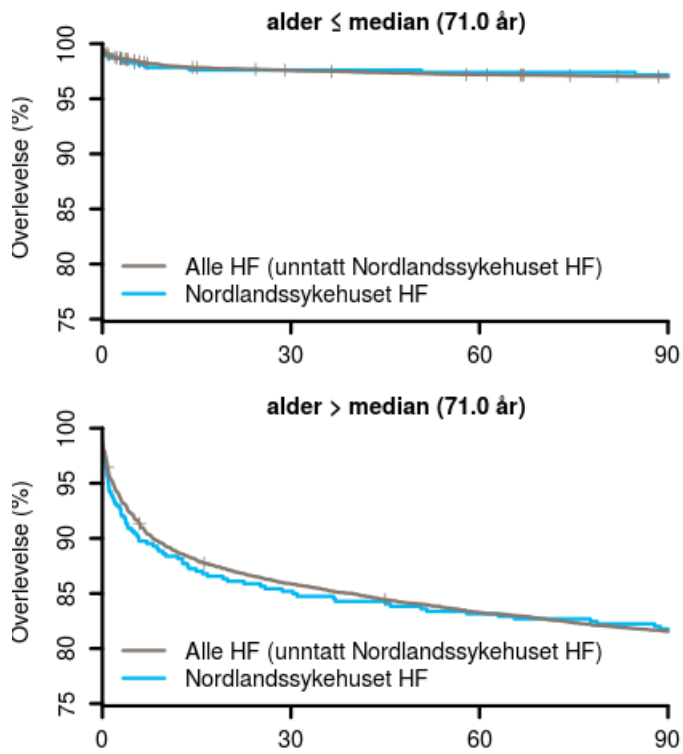 alder ≤ median (71.0 år)
Overlevelse (%)
100
95
90
85
80
75
Alle HF (unntatt Nordlandssykehuset HF)
Nordlandssykehuset HF
0 30 60 90
alder > median (71.0 år)
Overlevelse (%)
100
95
90
85
80
75
Alle HF (unntatt Nordlandssykehuset HF)
Nordlandssykehuset HF
0 30 60 90